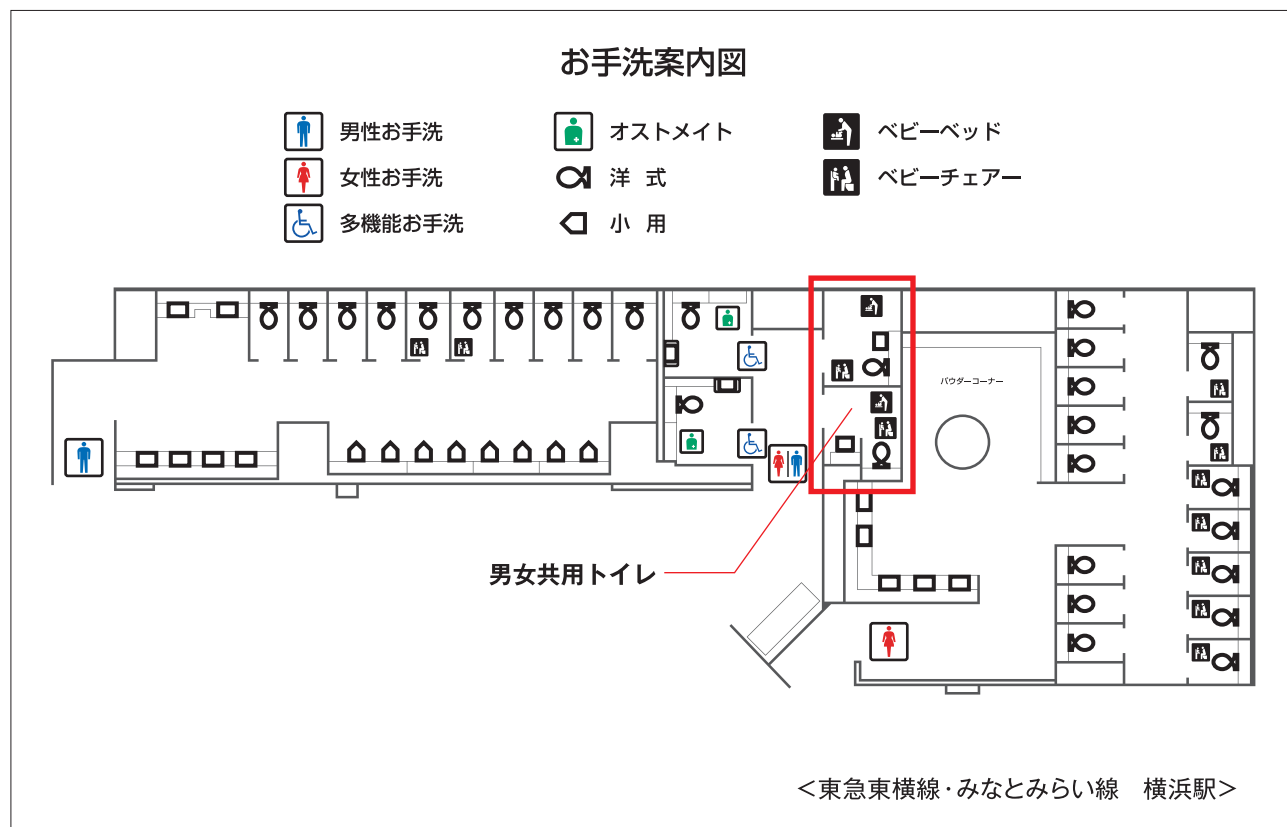 お手洗案内図
男性お手洗
オストメイト
ベビーベッド
女性お手洗
洋　式
ベビーチェアー
多機能お手洗
小　用
パウダーコーナー
男女共用トイレ
＜東急東横線・みなとみらい線　横浜駅＞